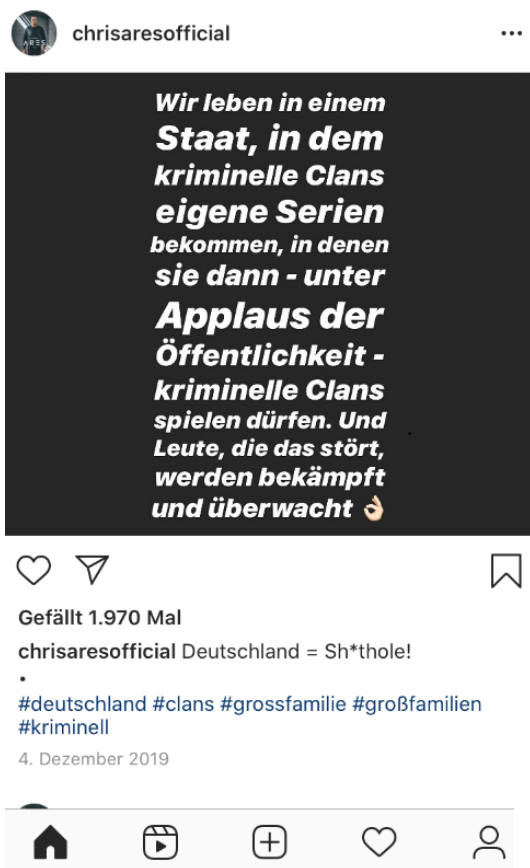 chrisaresofficial
Wir leben in einem
Staat, in dem
kriminelle Clans
eigene Serien
bekommen, in denen
sie dann - unter
Applaus der
Öffentlichkeit -
kriminelle Clans
spielen dürfen. Und
Leute, die das stört,
werden bekämpft
und überwacht 👌🏻
Gefällt 1.970 Mal
chrisaresofficial Deutschland = Sh*thole!
•
#deutschland #clans #grossfamilie #großfamilien
#kriminell
4. Dezember 2019